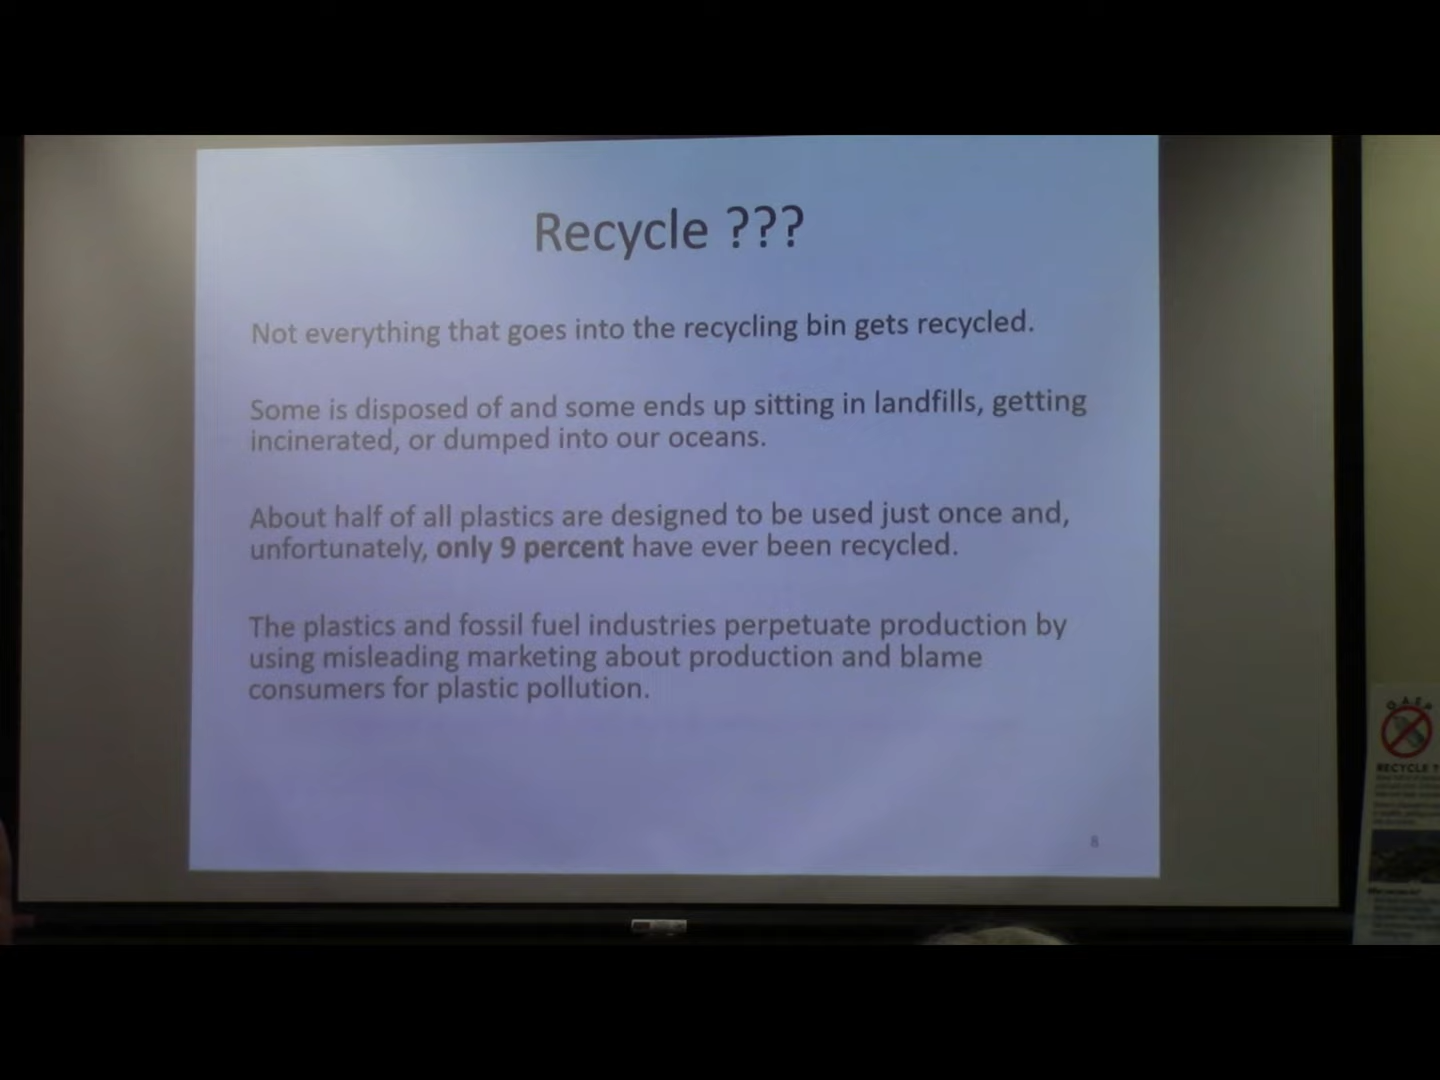 Recycle ???
Not everything that goes into the recycling bin gets recycled.
Some is disposed of and some ends up sitting in landfills, getting
incinerated, or dumped into our oceans.
About half of all plastics are designed to be used just once and,
unfortunately, only 9 percent have ever been recycled.
The plastics and fossil fuel industries perpetuate production by
using misleading marketing about production and blame
consumers for plastic pollution.
8
RECYCLE ?